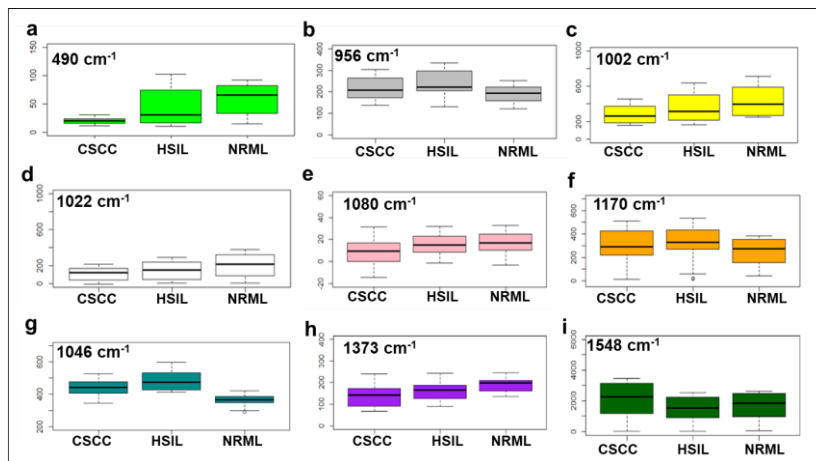 a
490 cm-1
0 50 100 150
CSCC HSIL NRML
b
956 cm-1
0 100 200 300 400
CSCC HSIL NRML
c
1002 cm-1
0 400 800
CSCC HSIL NRML
d
1022 cm-1
0 200 600 1000
CSCC HSIL NRML
e
1080 cm-1
-20 0 20 40 60
CSCC HSIL NRML
f
1170 cm-1
0 200 400 600
CSCC HSIL NRML
g
1046 cm-1
200 400 600
CSCC HSIL NRML
h
1373 cm-1
0 100 200 300 400
CSCC HSIL NRML
i
1548 cm-1
0 2000 4000 6000
CSCC HSIL NRML